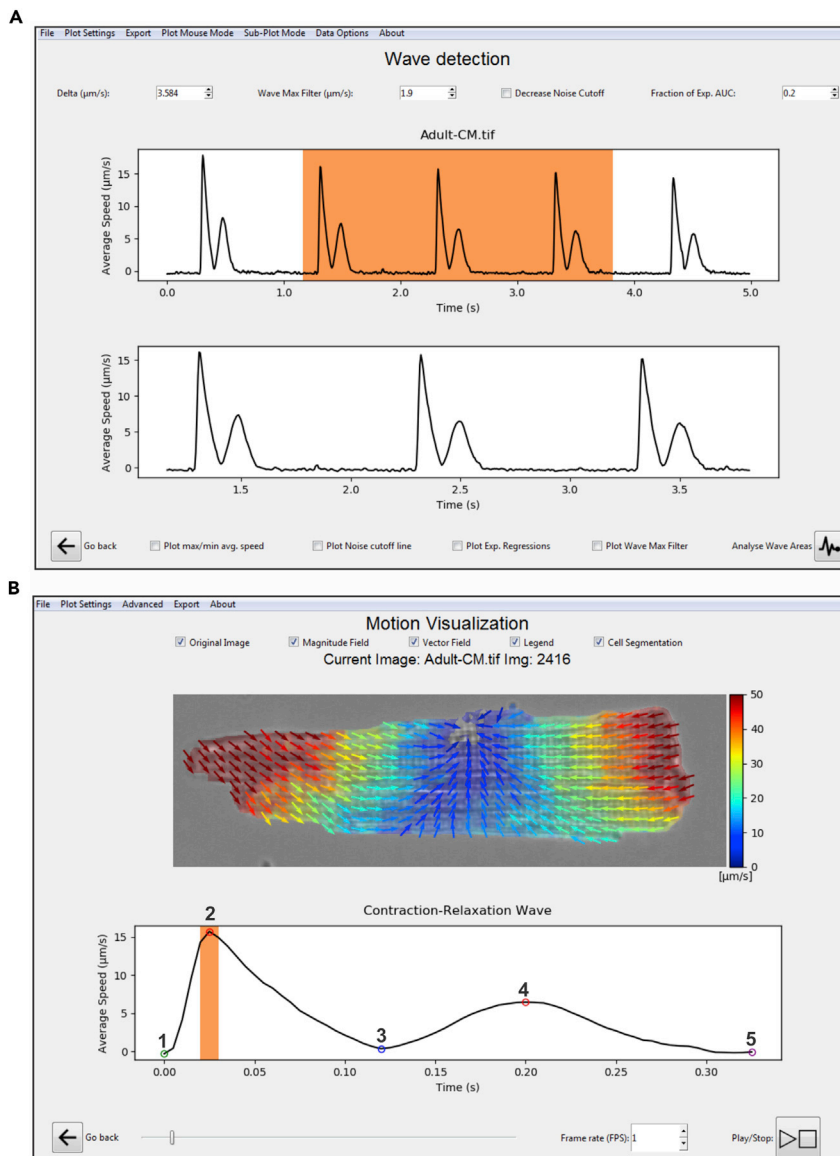 A
File Plot Settings Export Plot Mouse Mode Sub-Plot Mode Data Options About
Wave detection
Delta (µm/s): 3.584 Wave Max Filter (µm/s): 1.9 Decrease Noise Cutoff Fraction of Exp. AUC: 0.2
Adult-CM.tif
Average Speed (µm/s)
15
10
5
0
0.0 1.0 2.0 3.0 4.0 5.0
Time (s)
Average Speed (µm/s)
15
10
5
0
1.5 2.0 2.5 3.0 3.5
Time (s)
Go back Plot max/min avg. speed Plot Noise cutoff line Plot Exp. Regressions Plot Wave Max Filter Analyse Wave Areas
B
File Plot Settings Advanced Export About
Motion Visualization
Original Image Magnitude Field Vector Field Legend Cell Segmentation
Current Image: Adult-CM.tif Img: 2416
50
40
30
20
10
0
[µm/s]
Contraction-Relaxation Wave
Average Speed (µm/s)
15
10
5
0
1 2 3 4 5
0.00 0.05 0.10 0.15 0.20 0.25 0.30
Time (s)
Go back Frame rate (FPS): 1 Play/Stop: